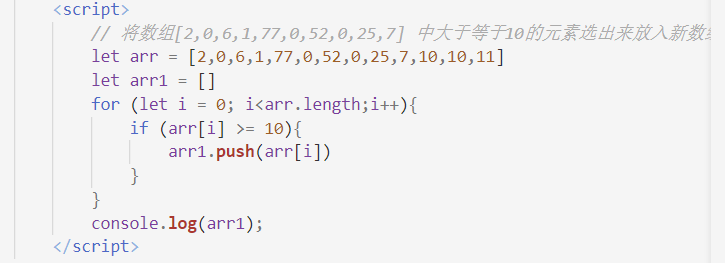 <script>
// 将数组[2,0,6,1,77,0,52,0,25,7] 中大于等于10的元素选出来放入新数
let arr = [2,0,6,1,77,0,52,0,25,7,10,10,11]
let arr1 = []
for (let i = 0; i<arr.length;i++){
if (arr[i] >= 10){
arr1.push(arr[i])
}
}
console.log(arr1);
</script>